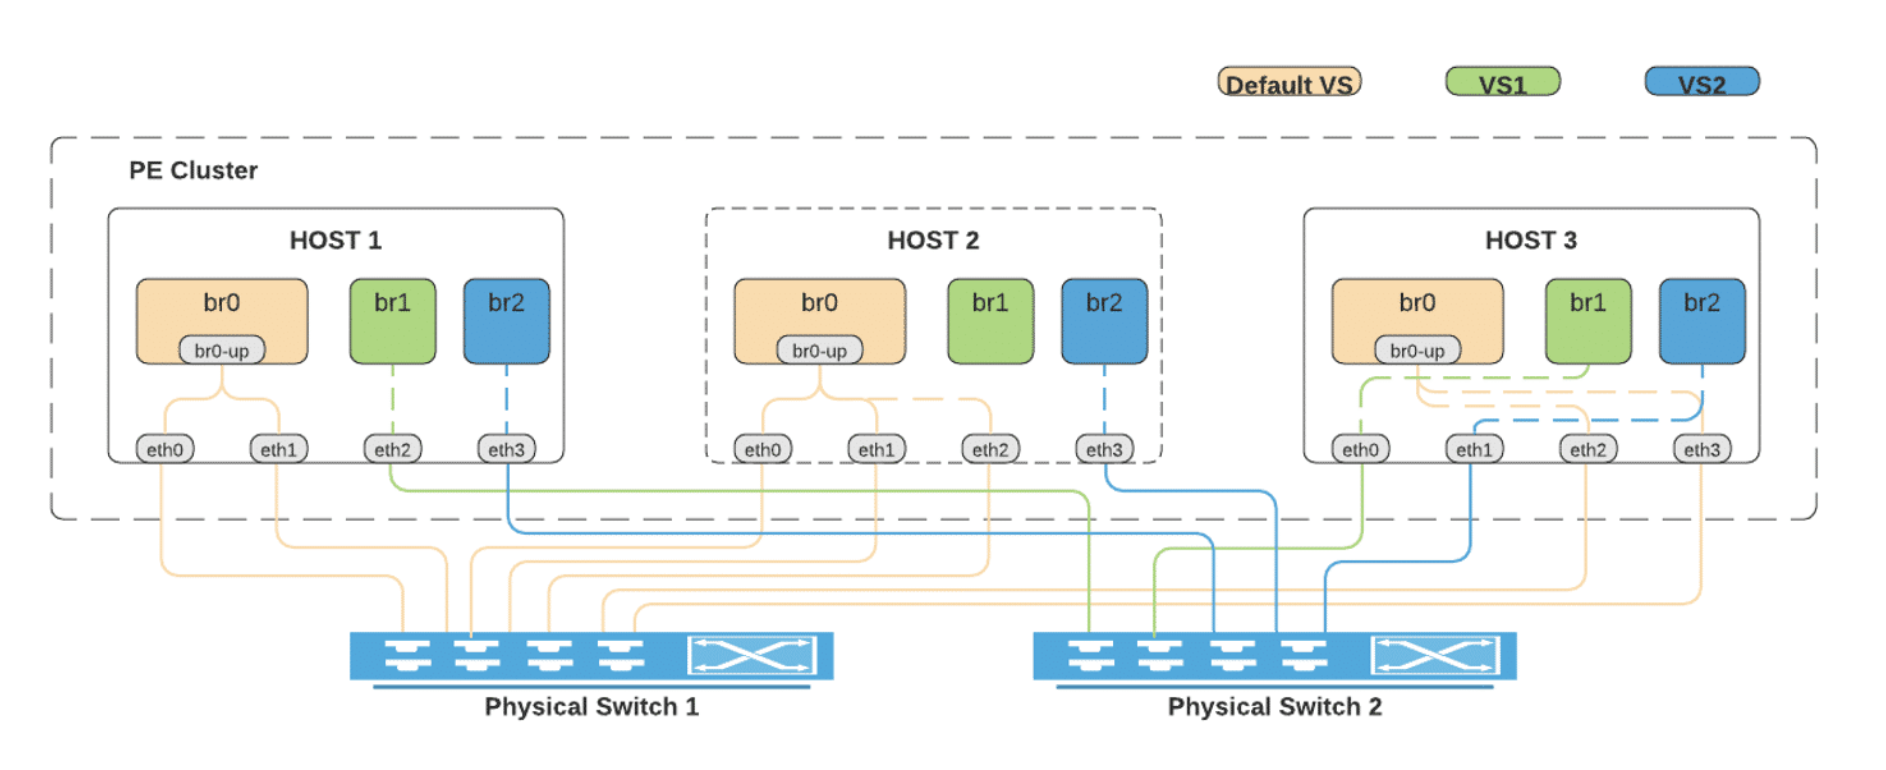 Default VS VS1 VS2
PE Cluster
HOST 1 HOST 2 HOST 3
br0 br1 br2 br0 br1 br2 br0 br1 br2
br0-up br0-up br0-up
eth0 eth1 eth2 eth3 eth0 eth1 eth2 eth3 eth0 eth1 eth2 eth3
Physical Switch 1 Physical Switch 2